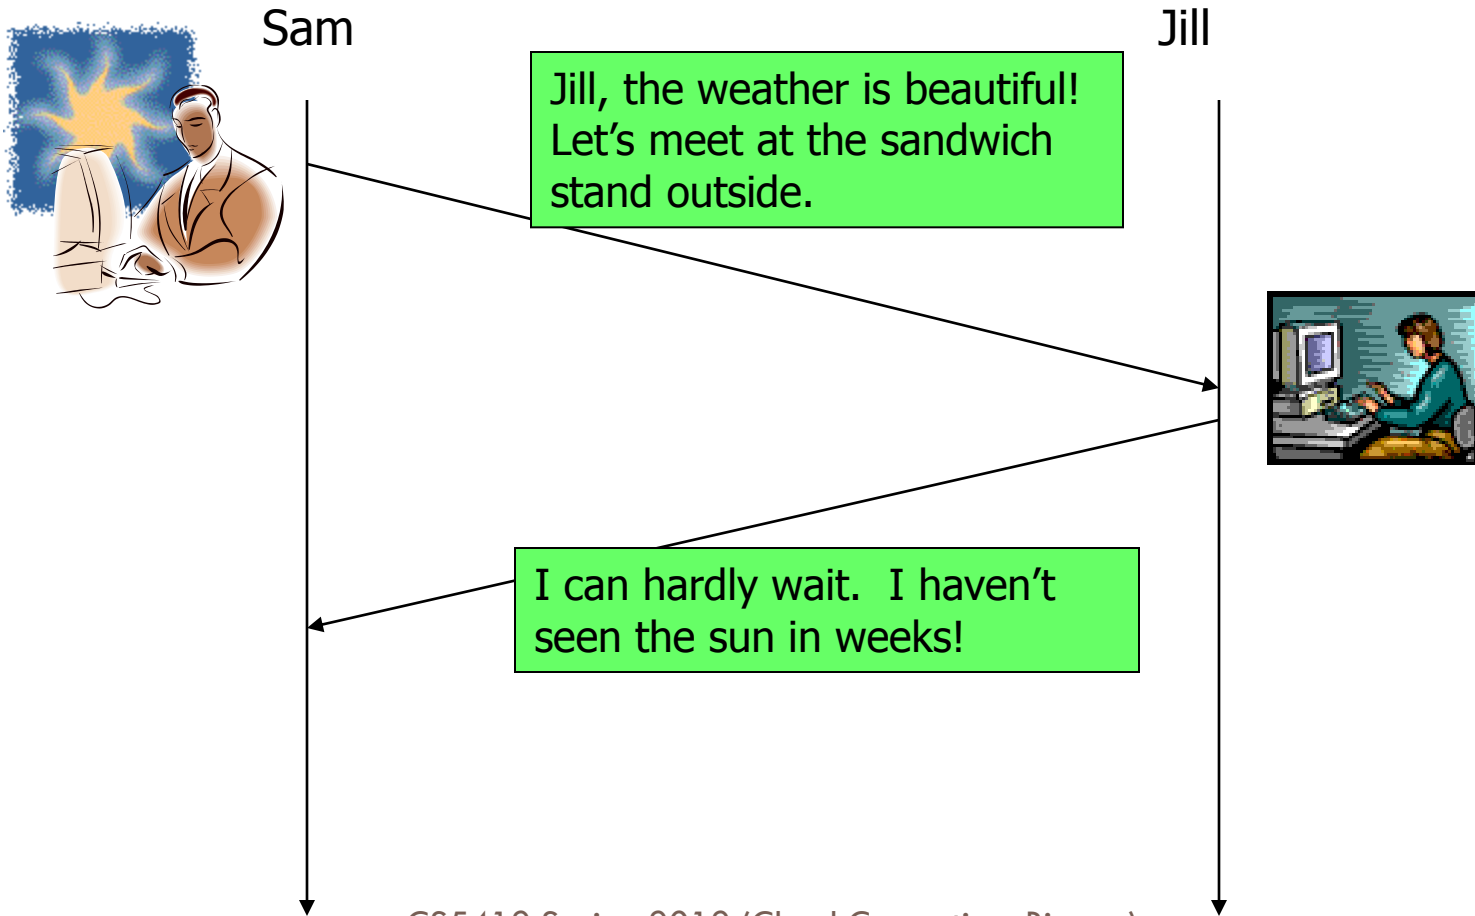 Sam
Jill
Jill, the weather is beautiful!
Let's meet at the sandwich
stand outside.
I can hardly wait.  I haven't
seen the sun in weeks!